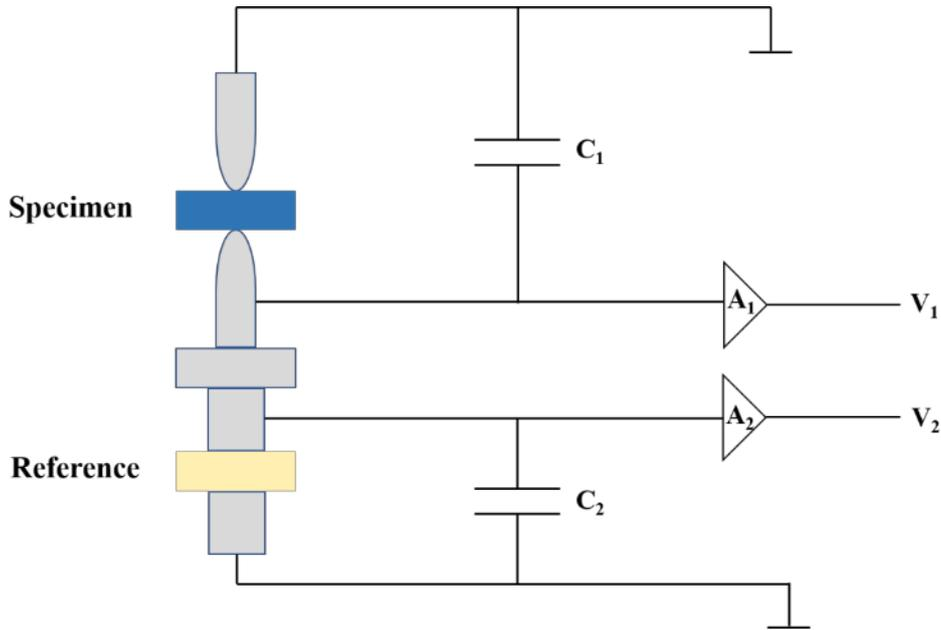 C₁
Specimen
A₁
V₁
A₂
V₂
Reference
C₂